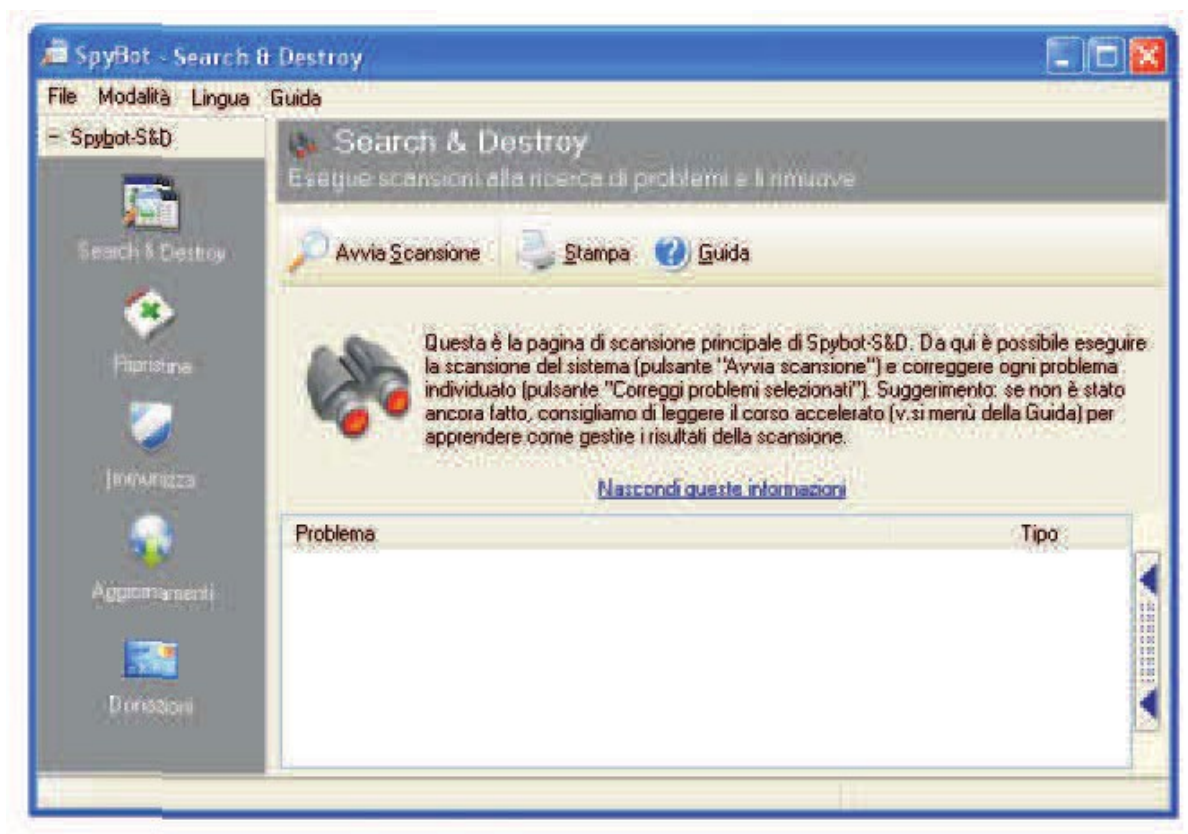 SpyBot - Search & Destroy
File Modalità Lingua Guida
- Spybot-S&D
Search & Destroy
Esegue scansioni alla ricerca di problemi e li rimuove
Search & Destroy
Avvia Scansione Stampa Guida
Ripristina
Questa è la pagina di scansione principale di Spybot-S&D. Da qui è possibile eseguire
la scansione del sistema (pulsante "Avvia scansione") e correggere ogni problema
individuato (pulsante "Correggi problemi selezionati"). Suggerimento: se non è stato
ancora fatto, consigliamo di leggere il corso accelerato (v.si menù della Guida) per
apprendere come gestire i risultati della scansione.
Immunizza
Nascondi queste informazioni
Problema Tipo
Aggiornamenti
Donazioni